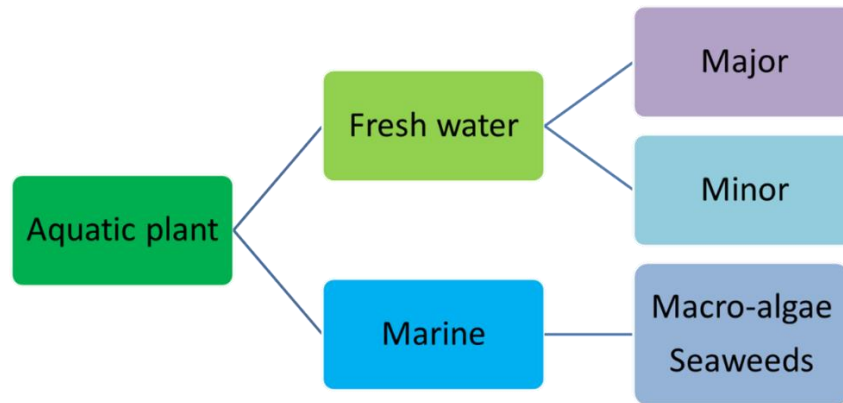 Aquatic plant
Fresh water
Marine
Major
Minor
Macro-algae
Seaweeds